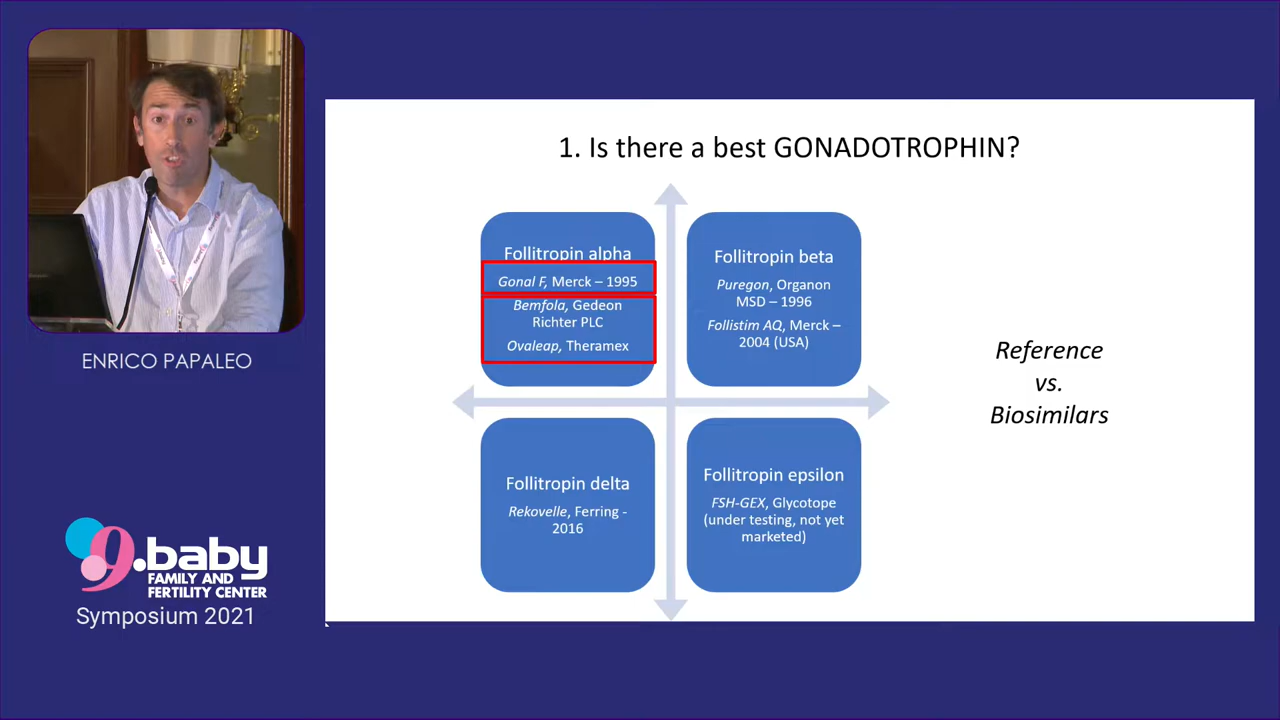 1. Is there a best GONADOTROPHIN?
Follitropin alpha
Gonal F, Merck – 1995
Bemfola, Gedeon
Richter PLC
Ovaleap, Theramex
Follitropin beta
Puregon, Organon
MSD – 1996
Follistim AQ, Merck –
2004 (USA)
Follitropin delta
Rekovelle, Ferring -
2016
Follitropin epsilon
FSH-GEX, Glycotope
(under testing, not yet
marketed)
Reference
vs.
Biosimilars
ENRICO PAPALEO
9.baby
FAMILY AND
FERTILITY CENTER
Symposium 2021